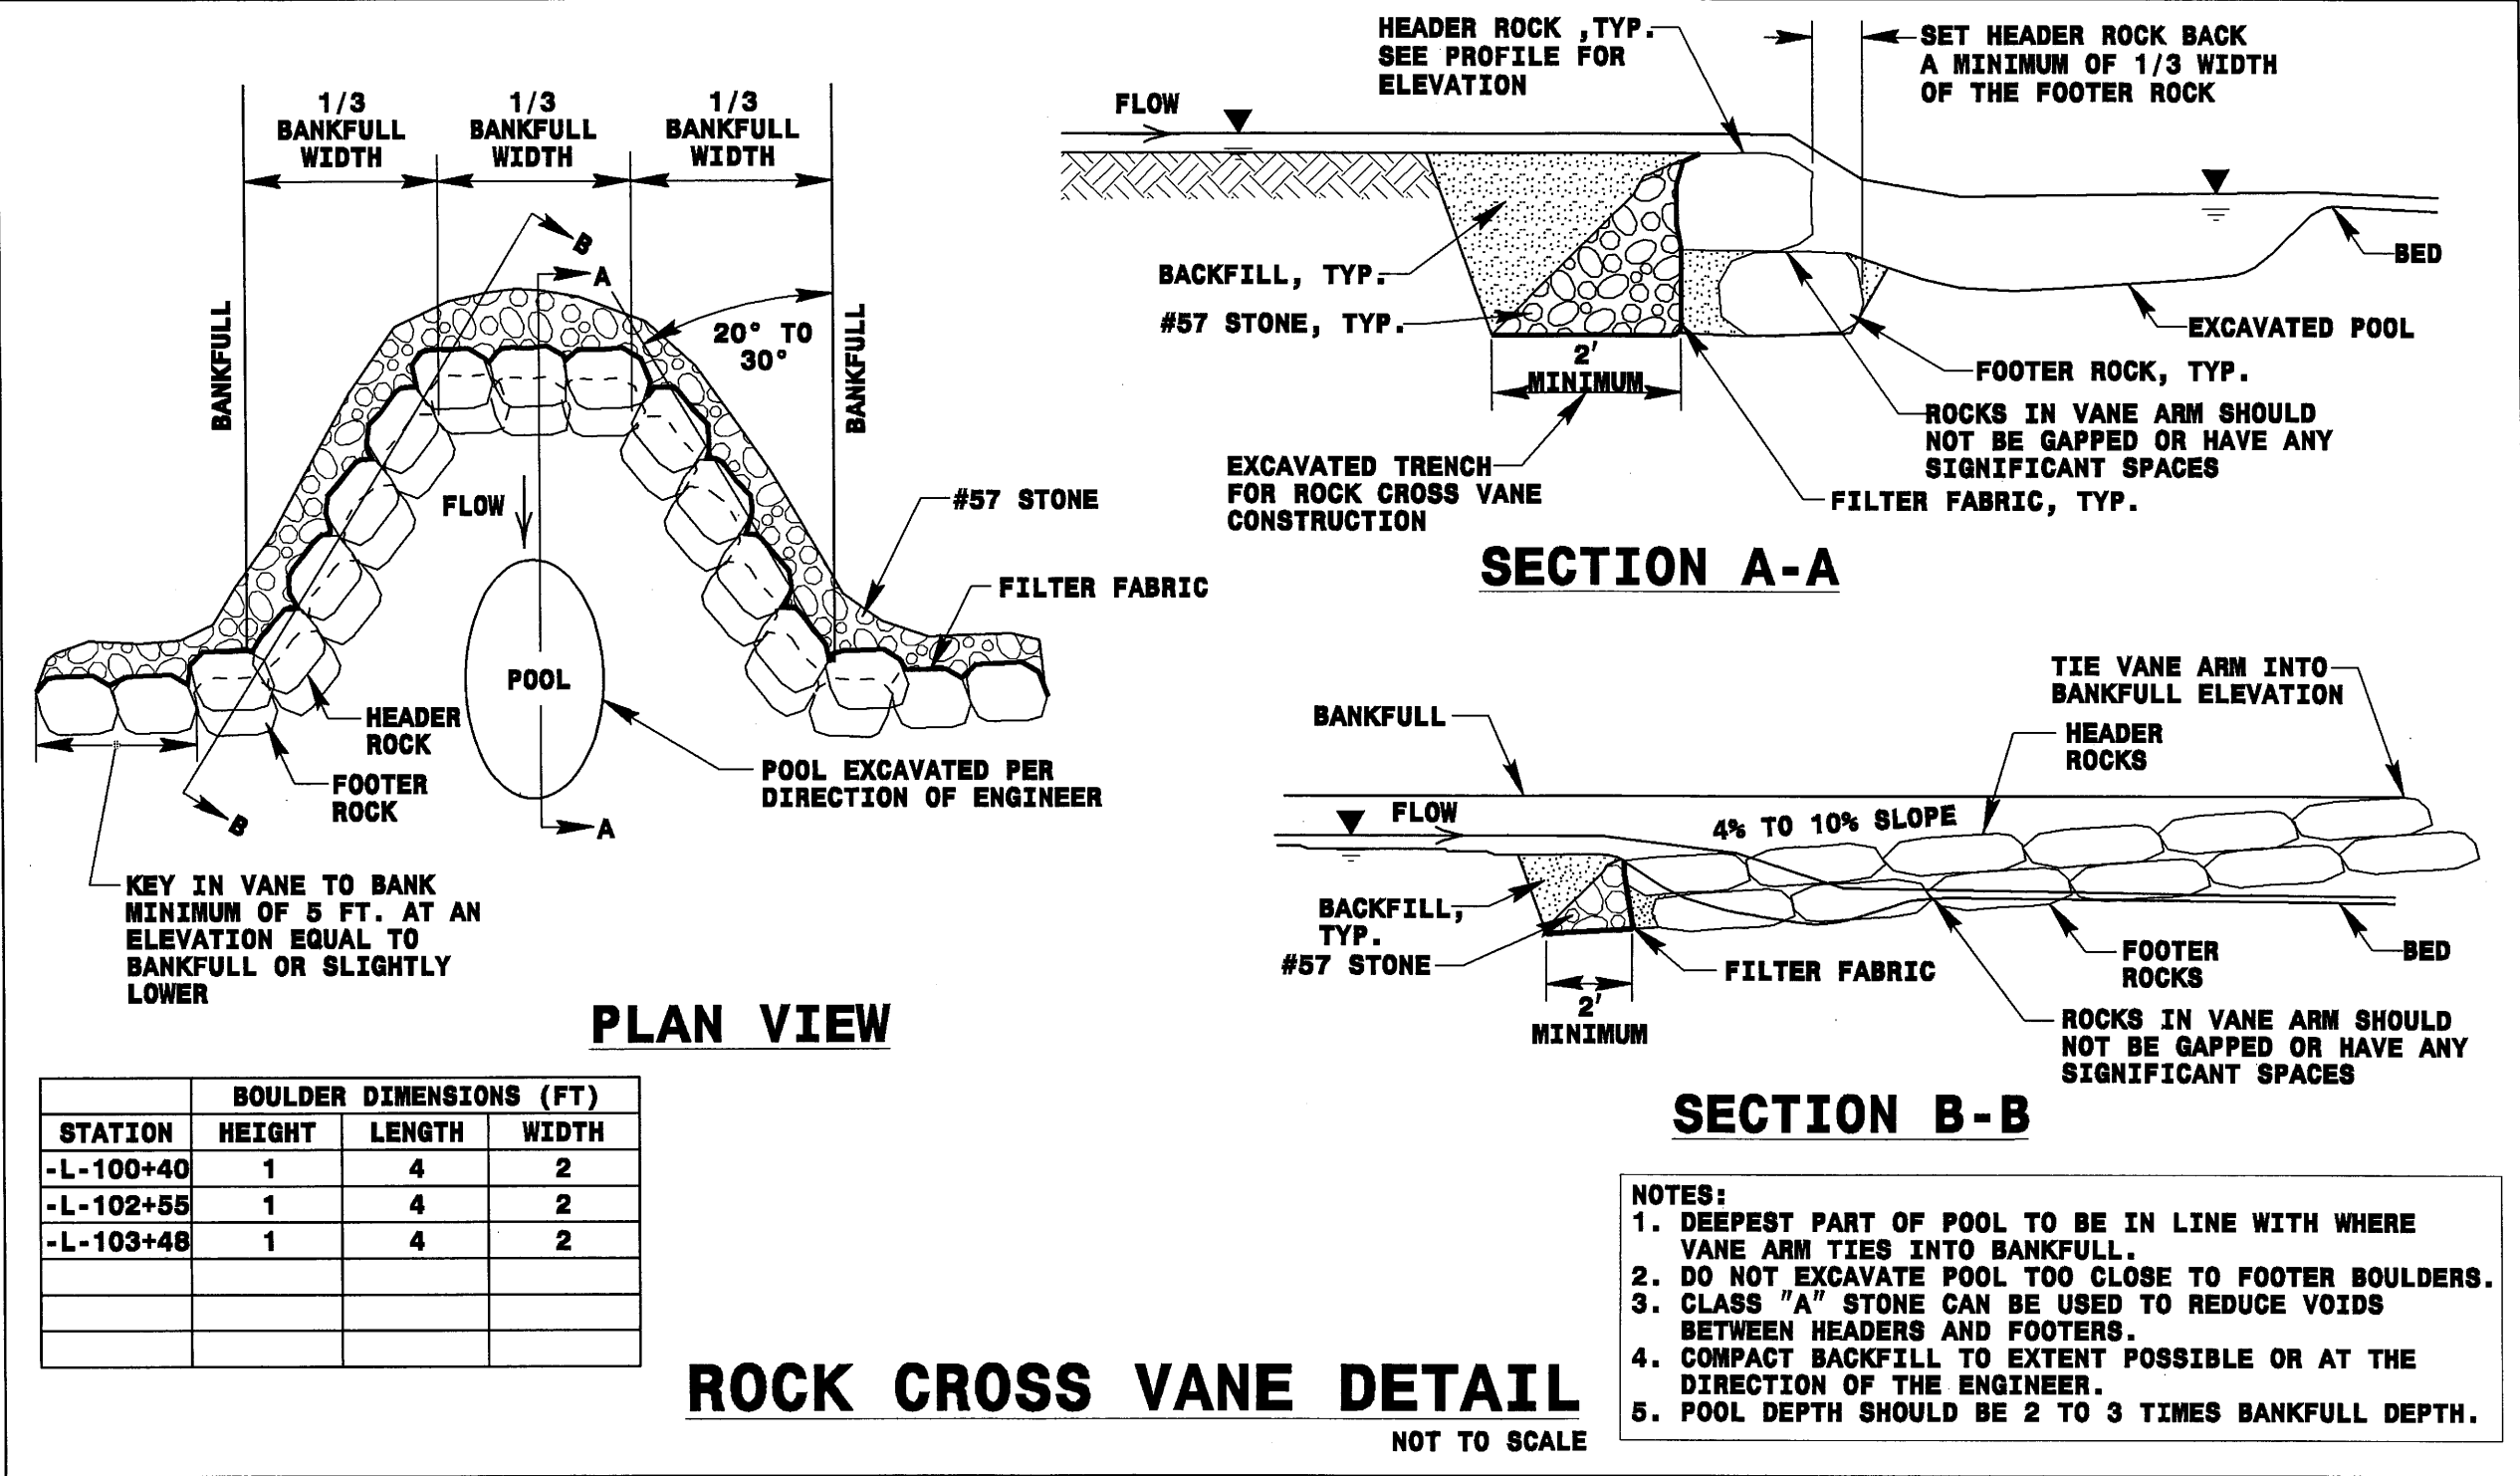 1/3
BANKFULL
WIDTH
1/3
BANKFULL
WIDTH
1/3
BANKFULL
WIDTH
B
A
20° TO
30°
BANKFULL
BANKFULL
FLOW
#57 STONE
FILTER FABRIC
POOL
HEADER
ROCK
FOOTER
ROCK
POOL EXCAVATED PER
DIRECTION OF ENGINEER
B
A
KEY IN VANE TO BANK
MINIMUM OF 5 FT. AT AN
ELEVATION EQUAL TO
BANKFULL OR SLIGHTLY
LOWER
PLAN VIEW
HEADER ROCK ,TYP.
SEE PROFILE FOR
ELEVATION
SET HEADER ROCK BACK
A MINIMUM OF 1/3 WIDTH
OF THE FOOTER ROCK
FLOW
BACKFILL, TYP.
#57 STONE, TYP.
2'
MINIMUM
BED
EXCAVATED POOL
FOOTER ROCK, TYP.
ROCKS IN VANE ARM SHOULD
NOT BE GAPPED OR HAVE ANY
SIGNIFICANT SPACES
EXCAVATED TRENCH
FOR ROCK CROSS VANE
CONSTRUCTION
FILTER FABRIC, TYP.
SECTION A-A
TIE VANE ARM INTO
BANKFULL ELEVATION
BANKFULL
HEADER
ROCKS
FLOW
4% TO 10% SLOPE
BACKFILL,
TYP.
#57 STONE
FILTER FABRIC
2'
MINIMUM
FOOTER
ROCKS
BED
ROCKS IN VANE ARM SHOULD
NOT BE GAPPED OR HAVE ANY
SIGNIFICANT SPACES
SECTION B-B
BOULDER DIMENSIONS (FT)
STATION HEIGHT LENGTH WIDTH
-L-100+40 1 4 2
-L-102+55 1 4 2
-L-103+48 1 4 2
NOTES:
1. DEEPEST PART OF POOL TO BE IN LINE WITH WHERE
VANE ARM TIES INTO BANKFULL.
2. DO NOT EXCAVATE POOL TOO CLOSE TO FOOTER BOULDERS.
3. CLASS "A" STONE CAN BE USED TO REDUCE VOIDS
BETWEEN HEADERS AND FOOTERS.
4. COMPACT BACKFILL TO EXTENT POSSIBLE OR AT THE
DIRECTION OF THE ENGINEER.
5. POOL DEPTH SHOULD BE 2 TO 3 TIMES BANKFULL DEPTH.
ROCK CROSS VANE DETAIL
NOT TO SCALE